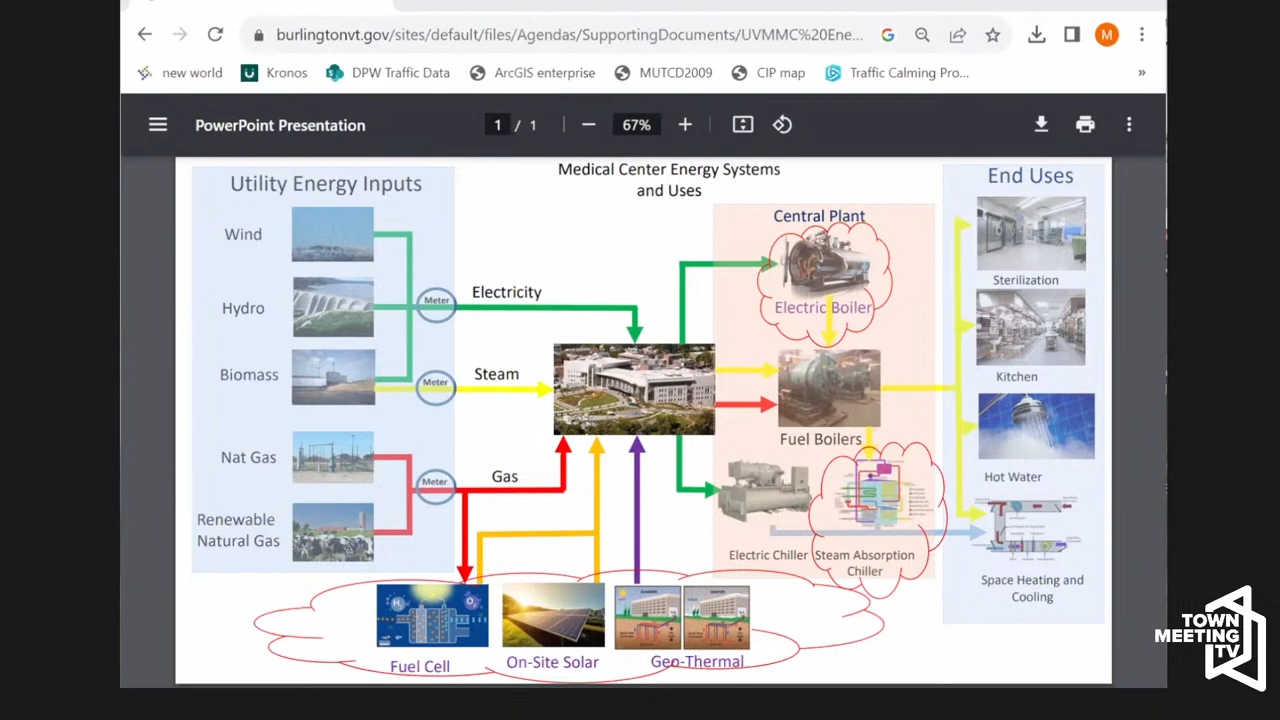 burlingtonvt.gov/sites/default/files/Agendas/SupportingDocuments/UVMMC%20Ene...
M
new world
Kronos
DPW Traffic Data
ArcGIS enterprise
MUTCD2009
CIP map
Traffic Calming Pro...
»
PowerPoint Presentation
1 / 1
67%
Medical Center Energy Systems
and Uses
Utility Energy Inputs
Wind
Hydro
Biomass
Nat Gas
Renewable
Natural Gas
Meter
Meter
Meter
Electricity
Steam
Gas
Central Plant
Electric Boiler
Fuel Boilers
Electric Chiller
Steam Absorption
Chiller
End Uses
Sterilization
Kitchen
Hot Water
Space Heating and
Cooling
Fuel Cell
On-Site Solar
Geo-Thermal
TOWN
MEETING
TV